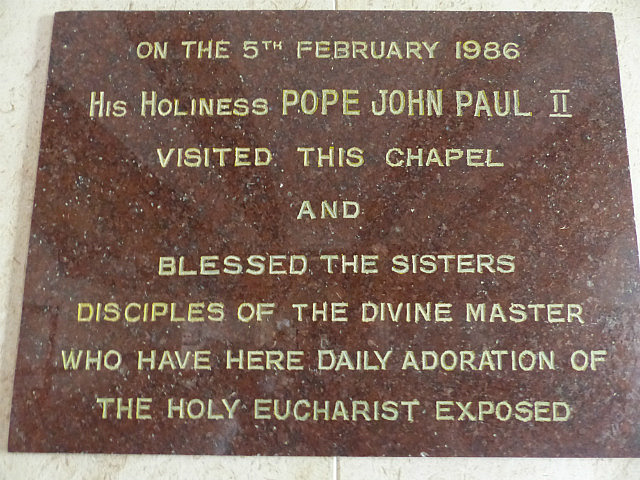 ON THE 5TH FEBRUARY 1986
HIS HOLINESS POPE JOHN PAUL II
VISITED THIS CHAPEL
AND
BLESSED THE SISTERS
DISCIPLES OF THE DIVINE MASTER
WHO HAVE HERE DAILY ADORATION OF
THE HOLY EUCHARIST EXPOSED